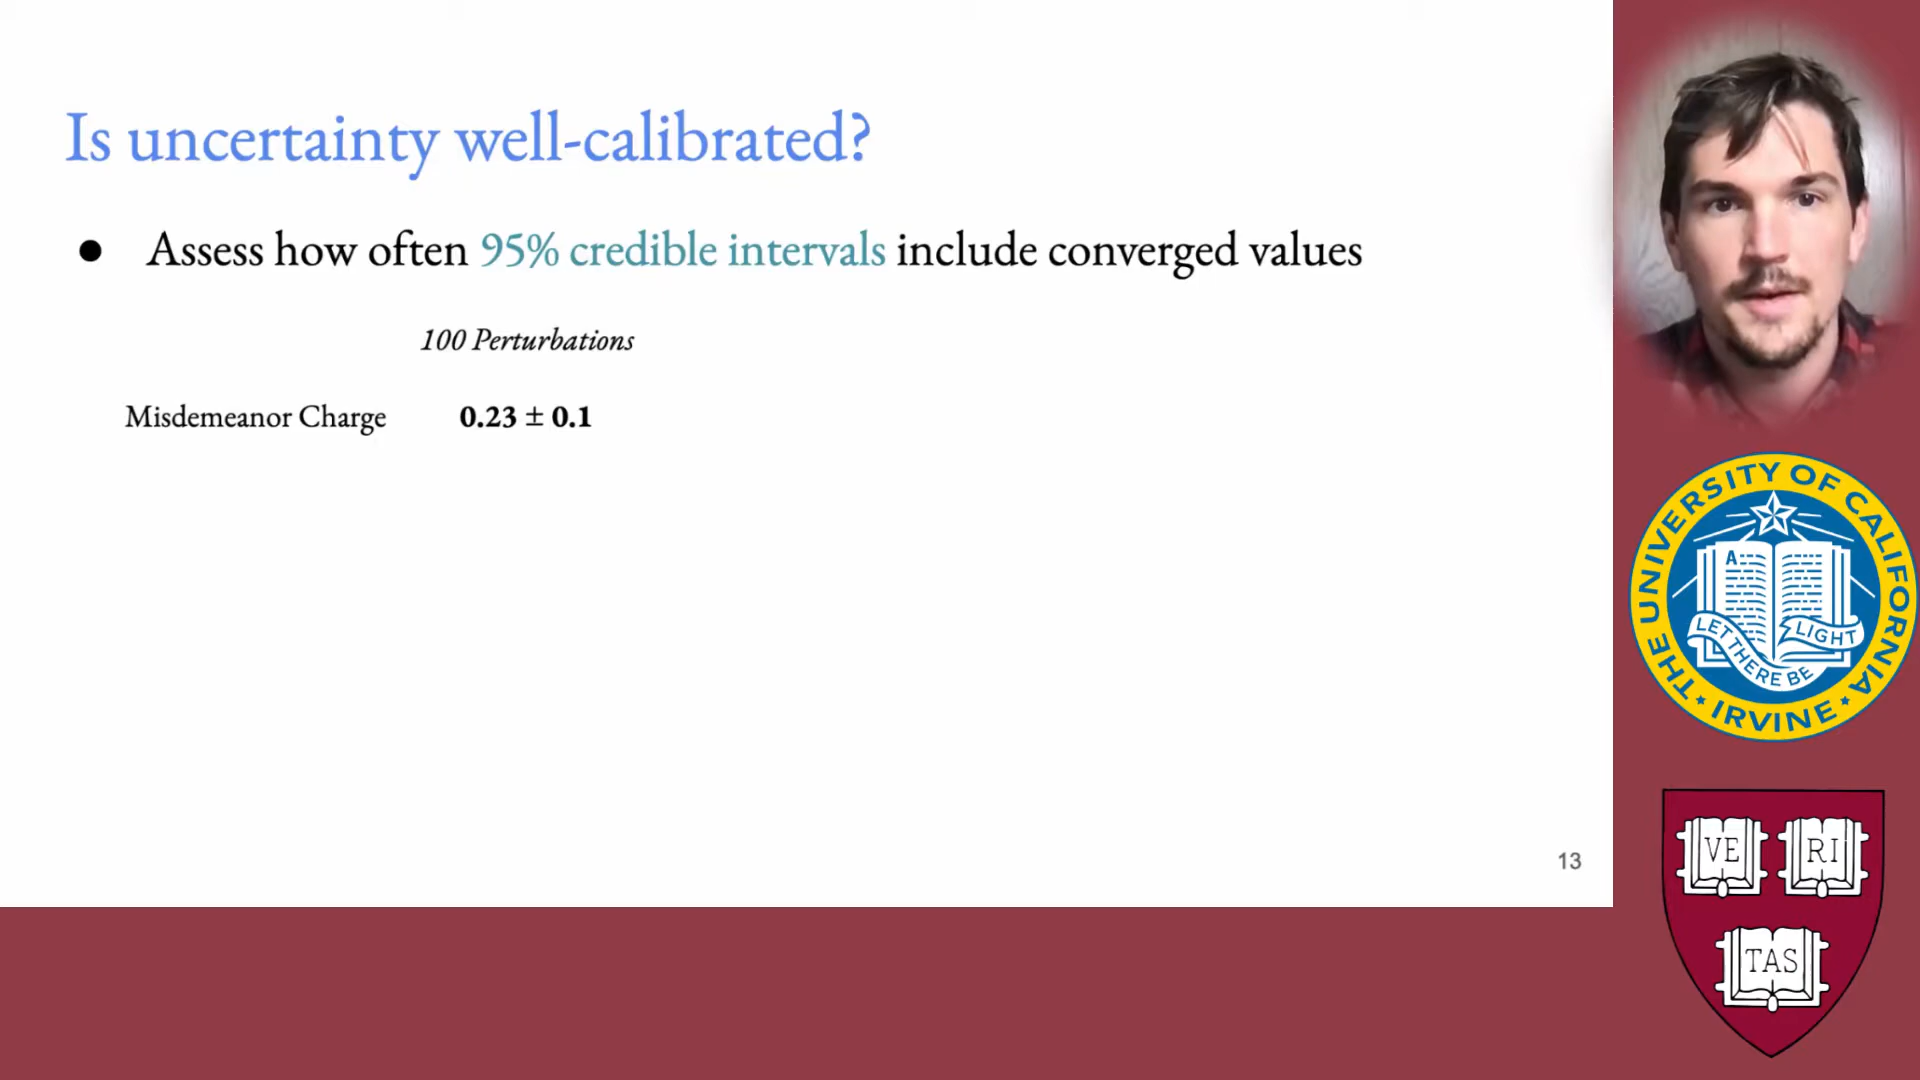 Is uncertainty well-calibrated?
● Assess how often 95% credible intervals include converged values
100 Perturbations
Misdemeanor Charge 0.23 ± 0.1
13
THE UNIVERSITY OF CALIFORNIA
A
LET THERE BE LIGHT
IRVINE
VE RI
TAS